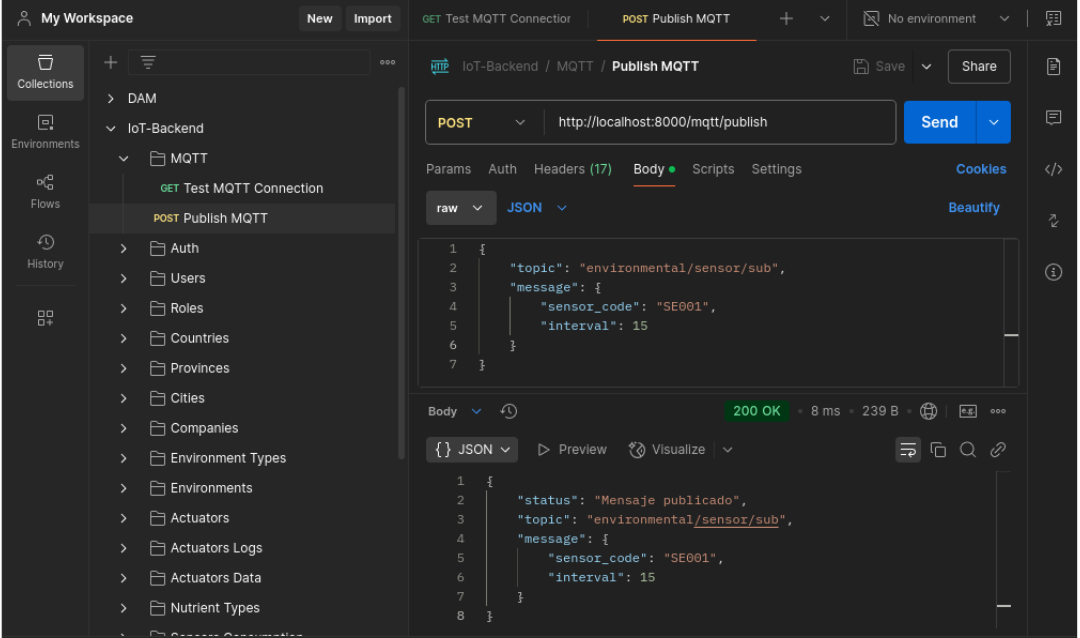 My Workspace New Import GET Test MQTT Connection POST Publish MQTT No environment
Collections
Environments
Flows
History
DAM
IoT-Backend
MQTT
GET Test MQTT Connection
POST Publish MQTT
Auth
Users
Roles
Countries
Provinces
Cities
Companies
Environment Types
Environments
Actuators
Actuators Logs
Actuators Data
Nutrient Types
Sensors Consumption
HTTP IoT-Backend / MQTT / Publish MQTT Save Share
POST http://localhost:8000/mqtt/publish Send
Params Auth Headers (17) Body Scripts Settings Cookies
raw JSON Beautify
1 {
2 "topic": "environmental/sensor/sub",
3 "message": {
4 "sensor_code": "SE001",
5 "interval": 15
6 }
7 }
Body 200 OK • 8 ms • 239 B e.g.
{} JSON Preview Visualize
1 {
2 "status": "Mensaje publicado",
3 "topic": "environmental/sensor/sub",
4 "message": {
5 "sensor_code": "SE001",
6 "interval": 15
7 }
8 }